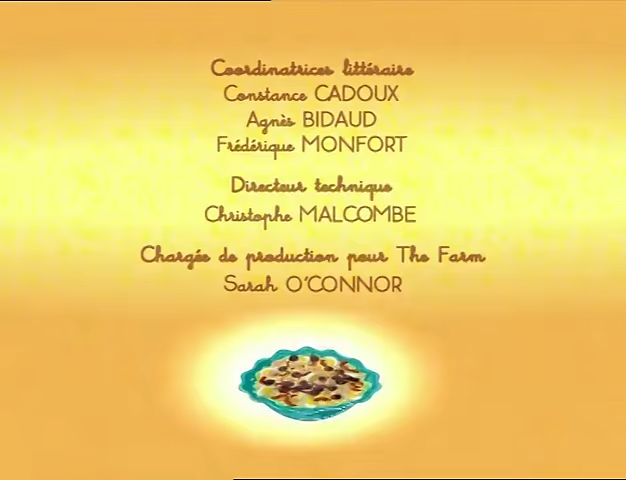 Coordinatrices littéraire
Constance CADOUX
Agnès BIDAUD
Frédérique MONFORT
Directeur technique
Christophe MALCOMBE
Chargée de production pour The Farm
Sarah O'CONNOR